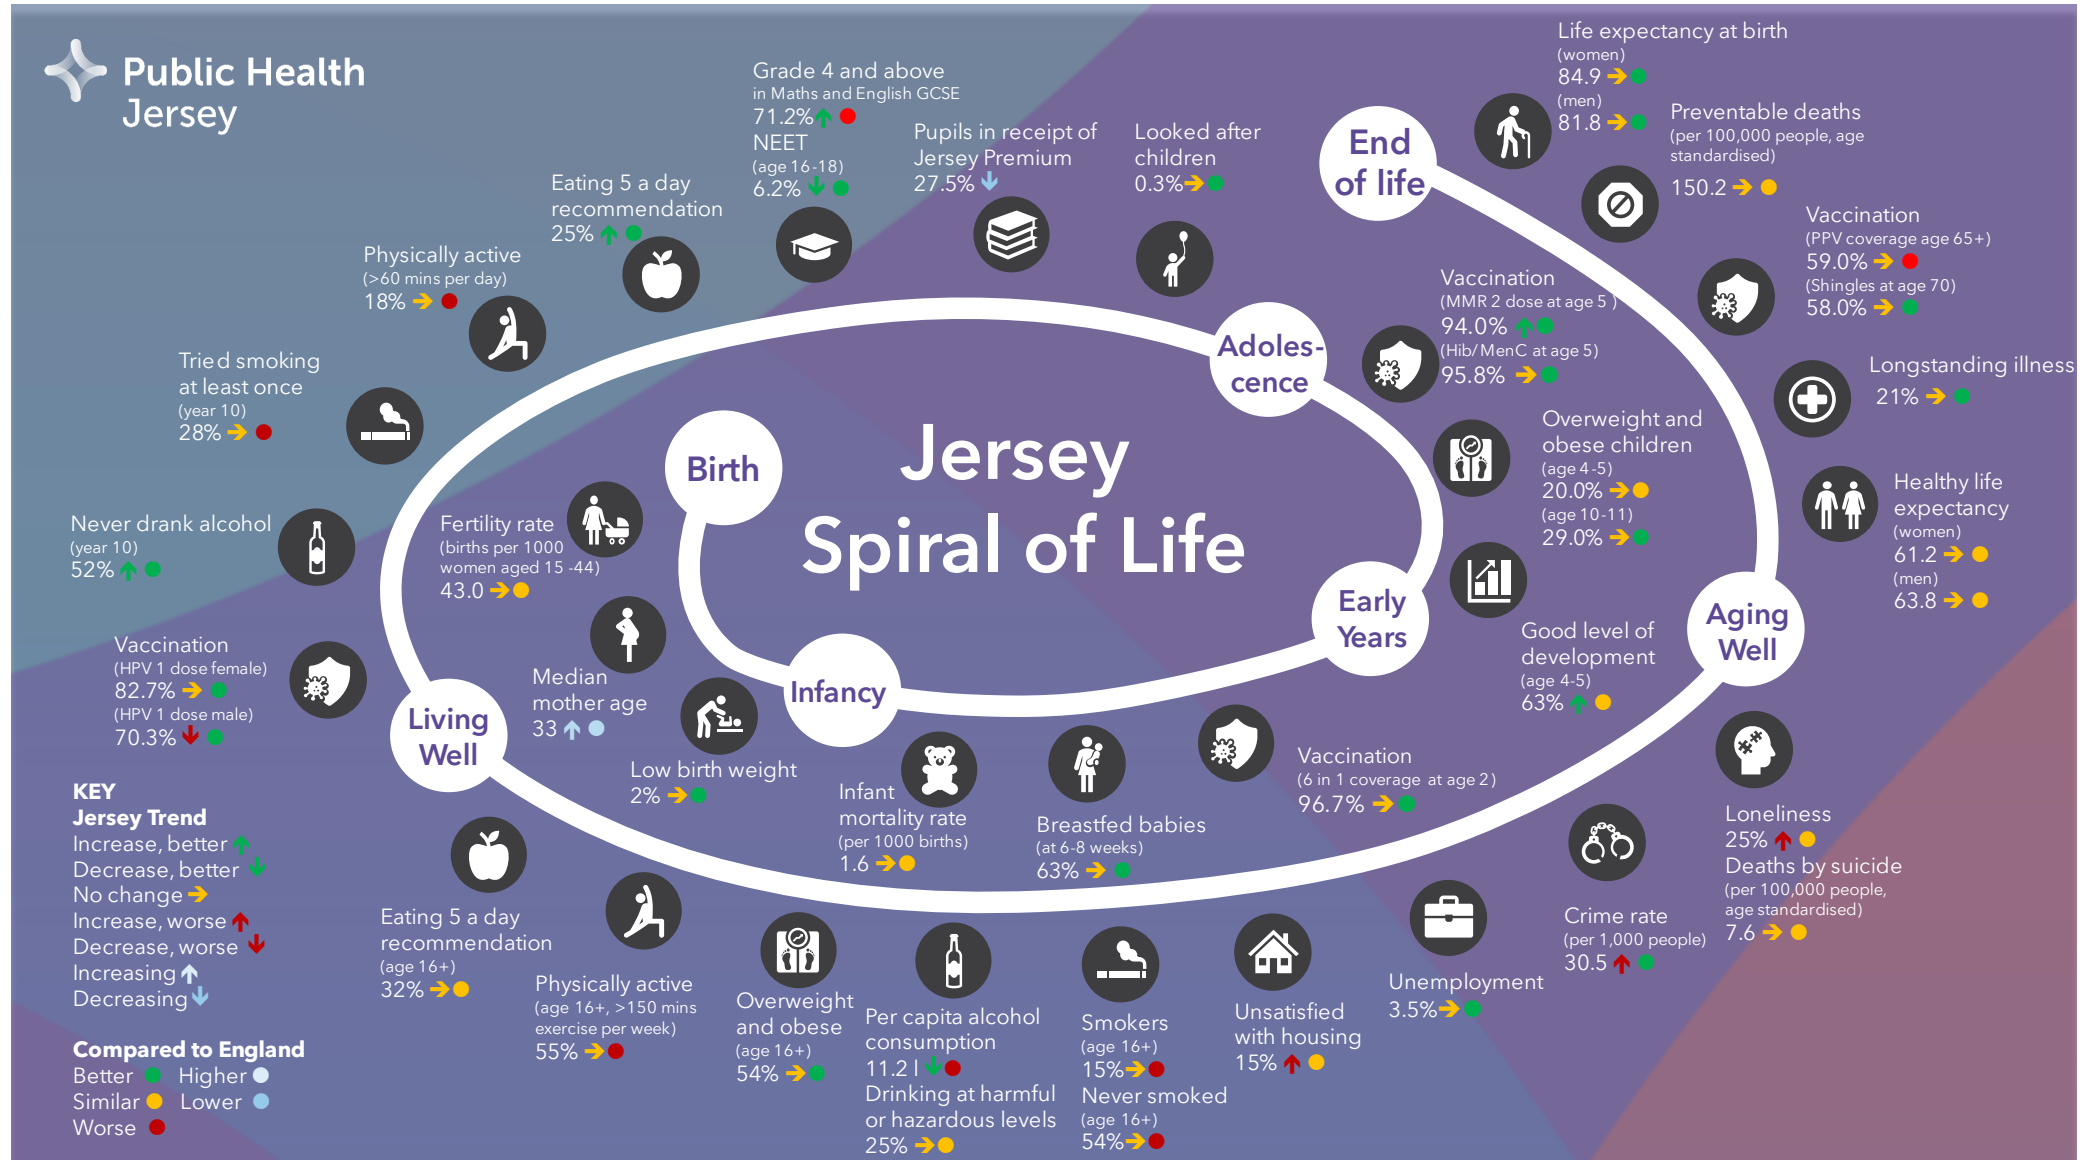 Public Health
Jersey
Jersey
Spiral of Life
Birth
Fertility rate
(births per 1000
women aged 15 -44)
43.0
Median
mother age
33
Low birth weight
2%
Infancy
Infant
mortality rate
(per 1000 births)
1.6
Breastfed babies
(at 6-8 weeks)
63%
Vaccination
(6 in 1 coverage at age 2)
96.7%
Early
Years
Good level of
development
(age 4-5)
63%
Overweight and
obese children
(age 4-5)
20.0%
(age 10-11)
29.0%
Vaccination
(MMR 2 dose at age 5 )
94.0%
(Hib/MenC at age 5)
95.8%
Adoles-
cence
Looked after
children
0.3%
Pupils in receipt of
Jersey Premium
27.5%
Grade 4 and above
in Maths and English GCSE
71.2%
NEET
(age 16-18)
6.2%
Eating 5 a day
recommendation
25%
Physically active
(>60 mins per day)
18%
Tried smoking
at least once
(year 10)
28%
Never drank alcohol
(year 10)
52%
Vaccination
(HPV 1 dose female)
82.7%
(HPV 1 dose male)
70.3%
Living
Well
Eating 5 a day
recommendation
(age 16+)
32%
Physically active
(age 16+, >150 mins
exercise per week)
55%
Overweight
and obese
(age 16+)
54%
Per capita alcohol
consumption
11.2 l
Drinking at harmful
or hazardous levels
25%
Smokers
(age 16+)
15%
Never smoked
(age 16+)
54%
Unsatisfied
with housing
15%
Unemployment
3.5%
Crime rate
(per 1,000 people)
30.5
Loneliness
25%
Deaths by suicide
(per 100,000 people,
age standardised)
7.6
Aging
Well
Healthy life
expectancy
(women)
61.2
(men)
63.8
Longstanding illness
21%
Vaccination
(PPV coverage age 65+)
59.0%
(Shingles at age 70)
58.0%
Preventable deaths
(per 100,000 people, age
standardised)
150.2
Life expectancy at birth
(women)
84.9
(men)
81.8
End
of life
KEY
Jersey Trend
Increase, better
Decrease, better
No change
Increase, worse
Decrease, worse
Increasing
Decreasing
Compared to England
Better Higher
Similar Lower
Worse